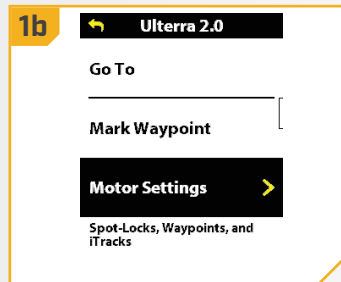 1b
Ulterra 2.0
Go To
Mark Waypoint
Motor Settings
Spot-Locks, Waypoints, and
iTracks